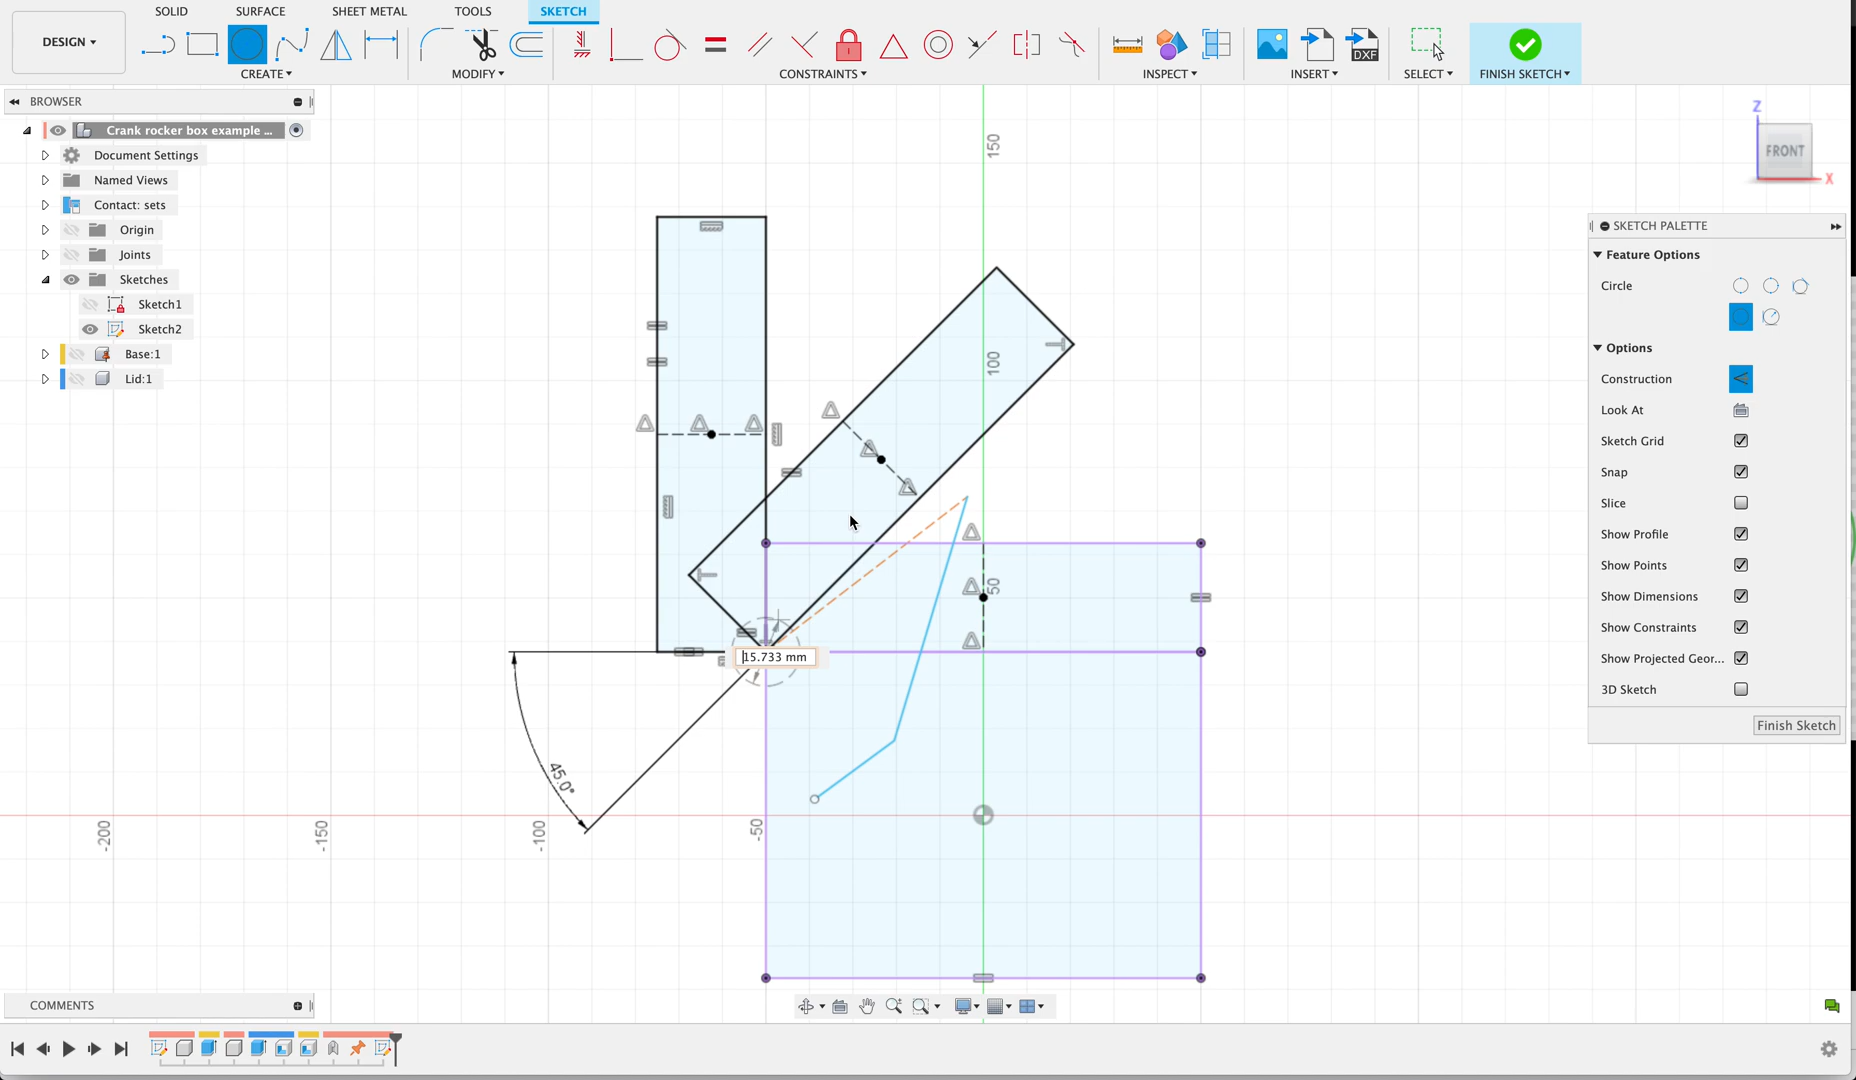 SOLID
SURFACE
SHEET METAL
TOOLS
SKETCH
DESIGN
CREATE
MODIFY
CONSTRAINTS
INSPECT
INSERT
DXF
SELECT
FINISH SKETCH
BROWSER
Crank rocker box example ...
Document Settings
Named Views
Contact: sets
Origin
Joints
Sketches
Sketch1
Sketch2
Base:1
Lid:1
Z
FRONT
X
150
100
50
15.733 mm
45.0°
-200
-150
-100
-50
SKETCH PALETTE
Feature Options
Circle
Options
Construction
Look At
Sketch Grid
Snap
Slice
Show Profile
Show Points
Show Dimensions
Show Constraints
Show Projected Geor...
3D Sketch
Finish Sketch
COMMENTS